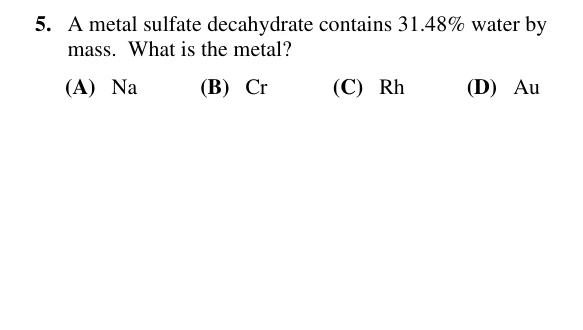 5. A metal sulfate decahydrate contains 31.48% water by
mass. What is the metal?
(A) Na (B) Cr (C) Rh (D) Au